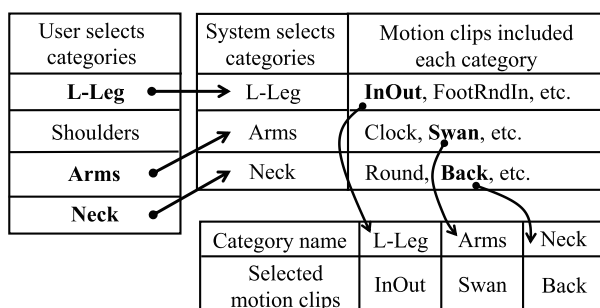 User selects
categories
L-Leg
Shoulders
Arms
Neck
System selects
categories
L-Leg
Arms
Neck
Motion clips included
each category
InOut, FootRndIn, etc.
Clock, Swan, etc.
Round, Back, etc.
Category name L-Leg Arms Neck
Selected
motion clips
InOut Swan Back